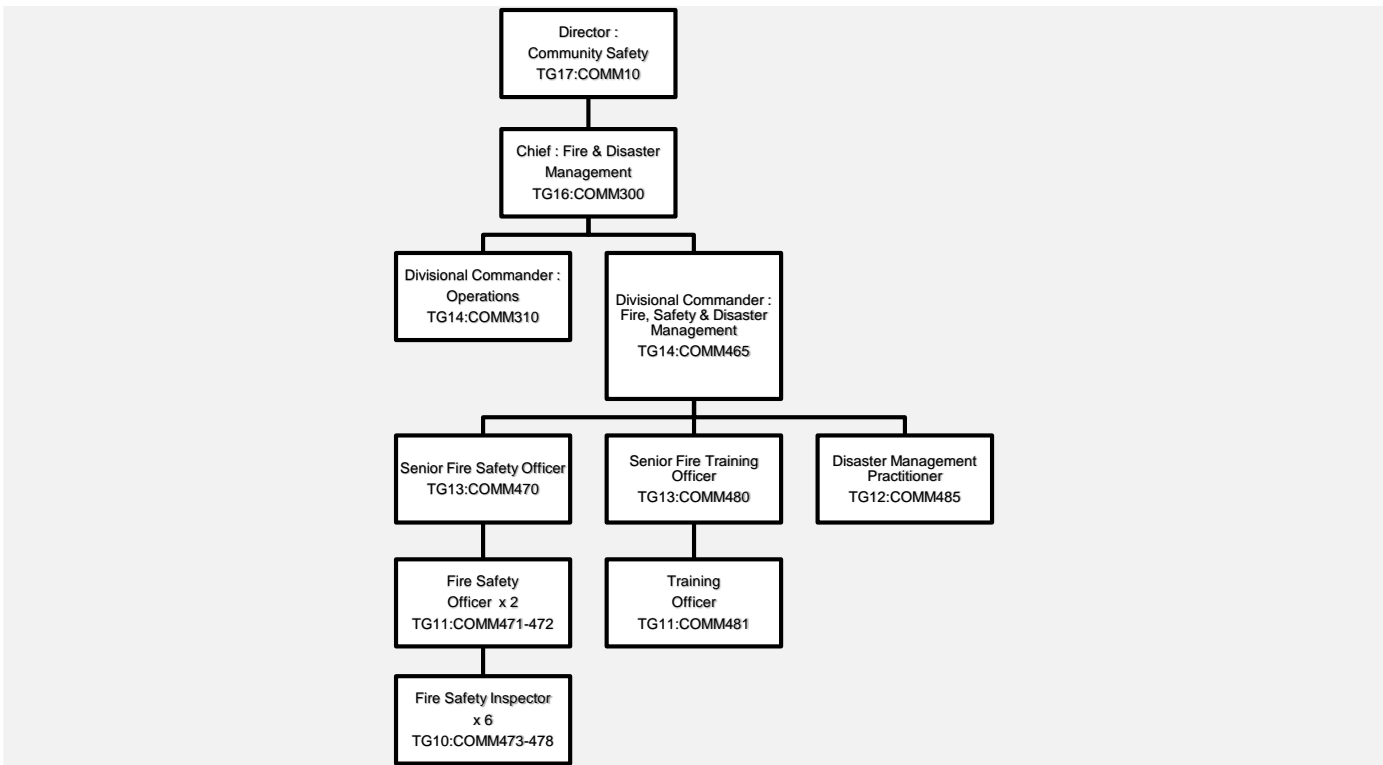 Director :
Community Safety
TG17:COMM10
Chief : Fire & Disaster
Management
TG16:COMM300
Divisional Commander :
Operations
TG14:COMM310
Divisional Commander :
Fire, Safety & Disaster
Management
TG14:COMM465
Senior Fire Safety Officer
TG13:COMM470
Senior Fire Training
Officer
TG13:COMM480
Disaster Management
Practitioner
TG12:COMM485
Fire Safety
Officer x 2
TG11:COMM471-472
Training
Officer
TG11:COMM481
Fire Safety Inspector
x 6
TG10:COMM473-478